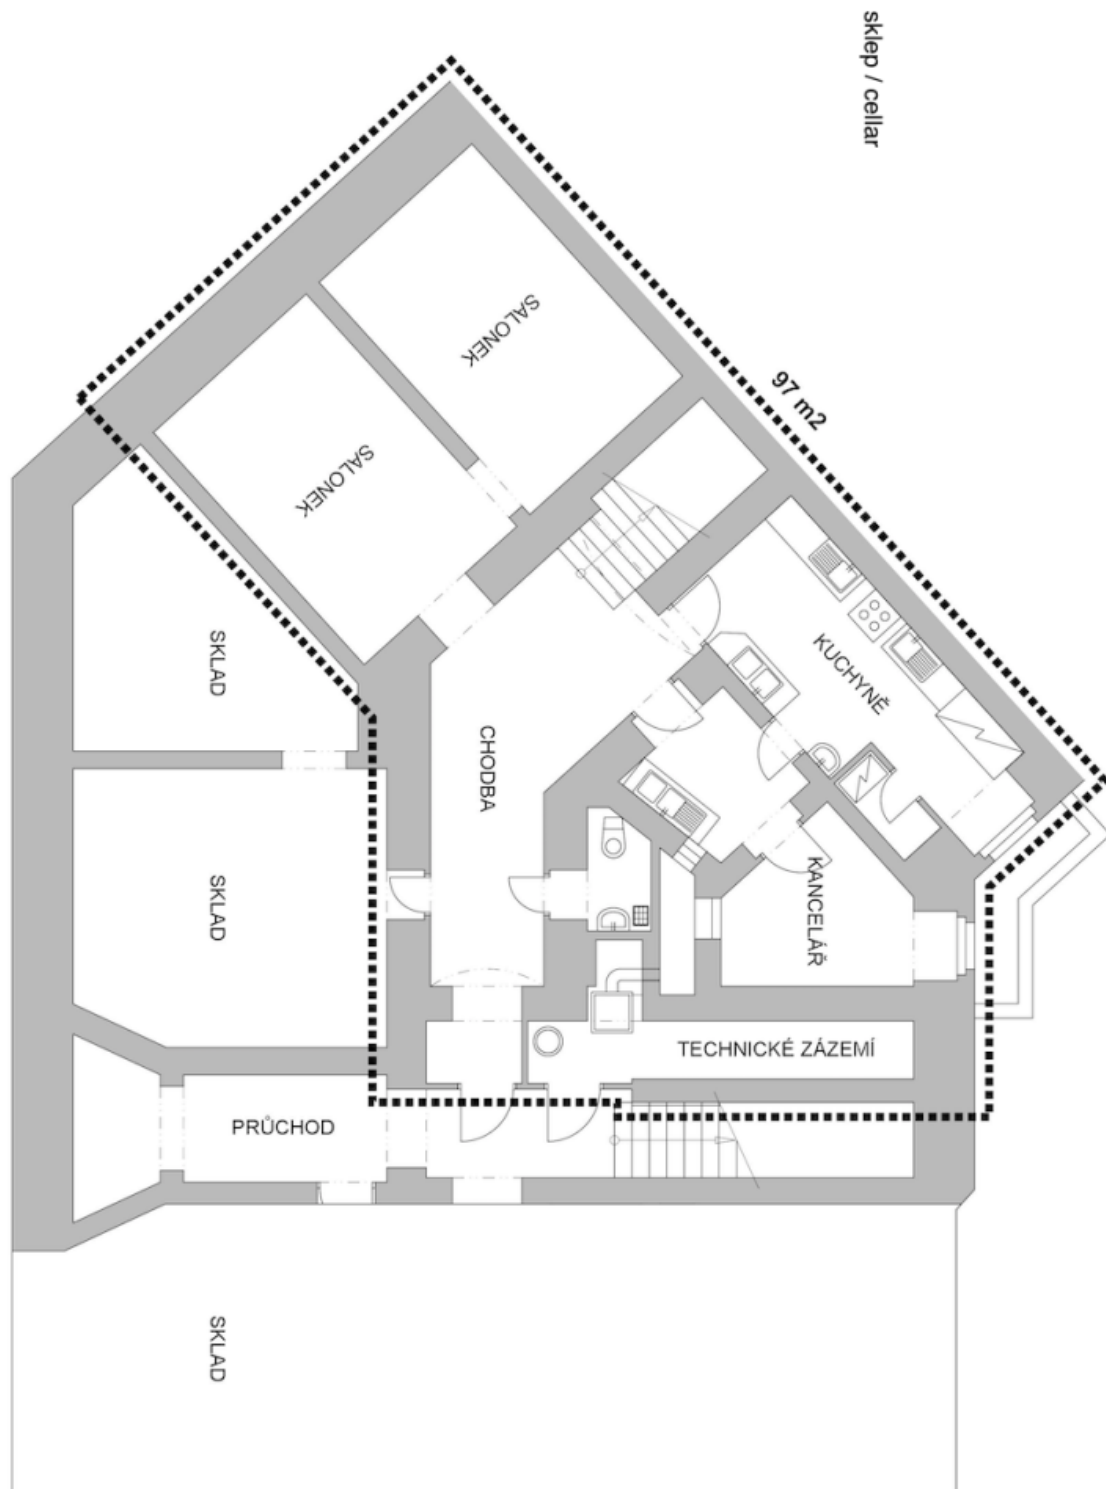 sklep / cellar
SALONEK
97 m2
SALONEK
SKLAD
KUCHYNĚ
CHODBA
SKLAD
KANCELÁŘ
TECHNICKÉ ZÁZEMÍ
PRŮCHOD
SKLAD